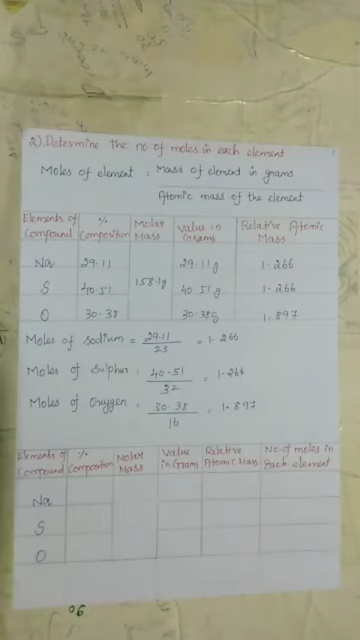 2) Determine the no of moles in each element
Moles of element = Mass of element in grams
Atomic mass of the element
Elements of Compound % Composition Molar Mass Value in Grams Relative Atomic Mass
Na 29.11 158.1g 29.11g 1.266
S 40.51 40.51g 1.266
O 30.38 30.38g 1.897
Moles of Sodium = 29.11 / 23 = 1.266
Moles of Sulphur = 40.51 / 32 = 1.266
Moles of Oxygen = 30.38 / 16 = 1.897
Elements of Compound % Composition Molar Mass Value in Gram Relative Atomic Mass No. of moles in each element
Na
S
O